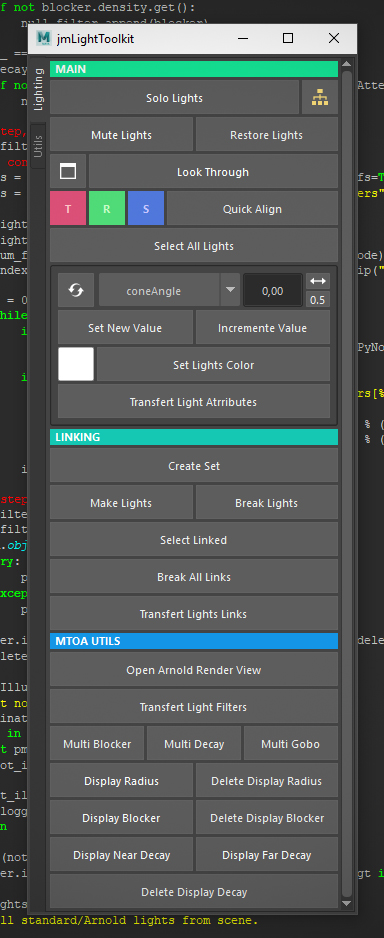 f not blocker.density.get():
null filter.append(blocker)
jmLightToolkit
Lighting
Utils
MAIN
Solo Lights
Mute Lights
Restore Lights
Look Through
T
R
S
Quick Align
Select All Lights
coneAngle
0,00
0.5
Set New Value
Incremente Value
Set Lights Color
Transfert Light Atrributes
LINKING
Create Set
Make Lights
Break Lights
Select Linked
Break All Links
Transfert Lights Links
MTOA UTILS
Open Arnold Render View
Transfert Light Filters
Multi Blocker
Multi Decay
Multi Gobo
Display Radius
Delete Display Radius
Display Blocker
Delete Display Blocker
Display Near Decay
Display Far Decay
Delete Display Decay
ll standard/Arnold lights from scene.